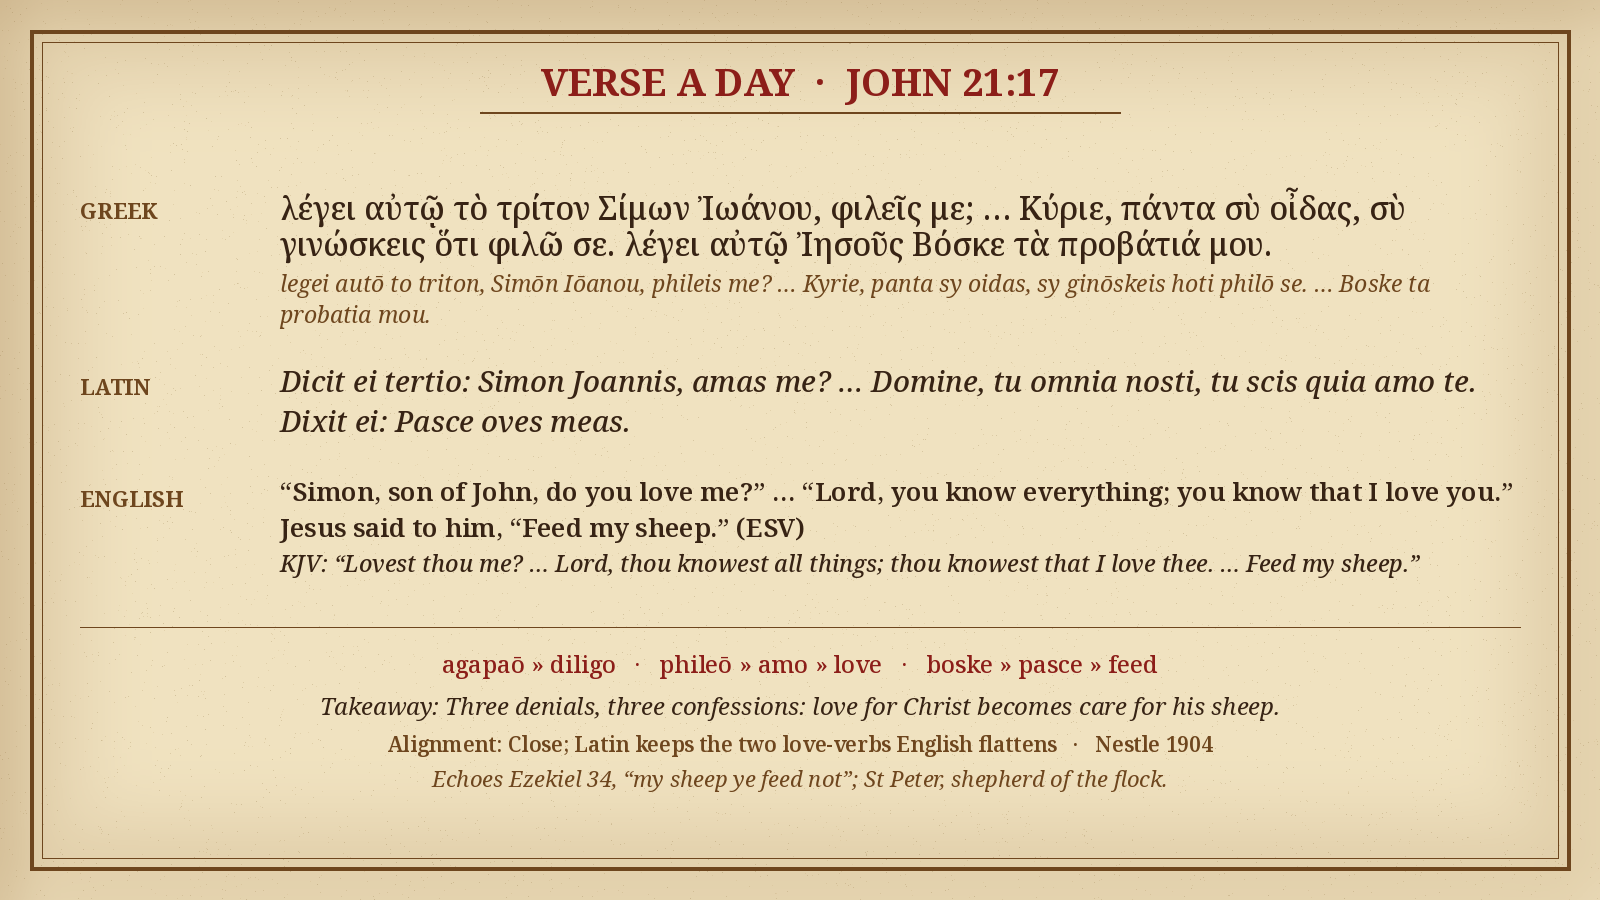 VERSE A DAY · JOHN 21:17
GREEK
λέγει αὐτῷ τὸ τρίτον Σίμων Ἰωάνου, φιλεῖς με; … Κύριε, πάντα σὺ οἶδας, σὺ
γινώσκεις ὅτι φιλῶ σε. λέγει αὐτῷ Ἰησοῦς Βόσκε τὰ προβάτιά μου.
legei autō to triton, Simōn Iōanou, phileis me? … Kyrie, panta sy oidas, sy ginōskeis hoti philō se. … Boske ta
probatia mou.
LATIN
Dicit ei tertio: Simon Joannis, amas me? … Domine, tu omnia nosti, tu scis quia amo te.
Dixit ei: Pasce oves meas.
ENGLISH
“Simon, son of John, do you love me?” … “Lord, you know everything; you know that I love you.”
Jesus said to him, “Feed my sheep.” (ESV)
KJV: “Lovest thou me? … Lord, thou knowest all things; thou knowest that I love thee. … Feed my sheep.”
agapaō » diligo · phileō » amo » love · boske » pasce » feed
Takeaway: Three denials, three confessions: love for Christ becomes care for his sheep.
Alignment: Close; Latin keeps the two love-verbs English flattens · Nestle 1904
Echoes Ezekiel 34, “my sheep ye feed not”; St Peter, shepherd of the flock.